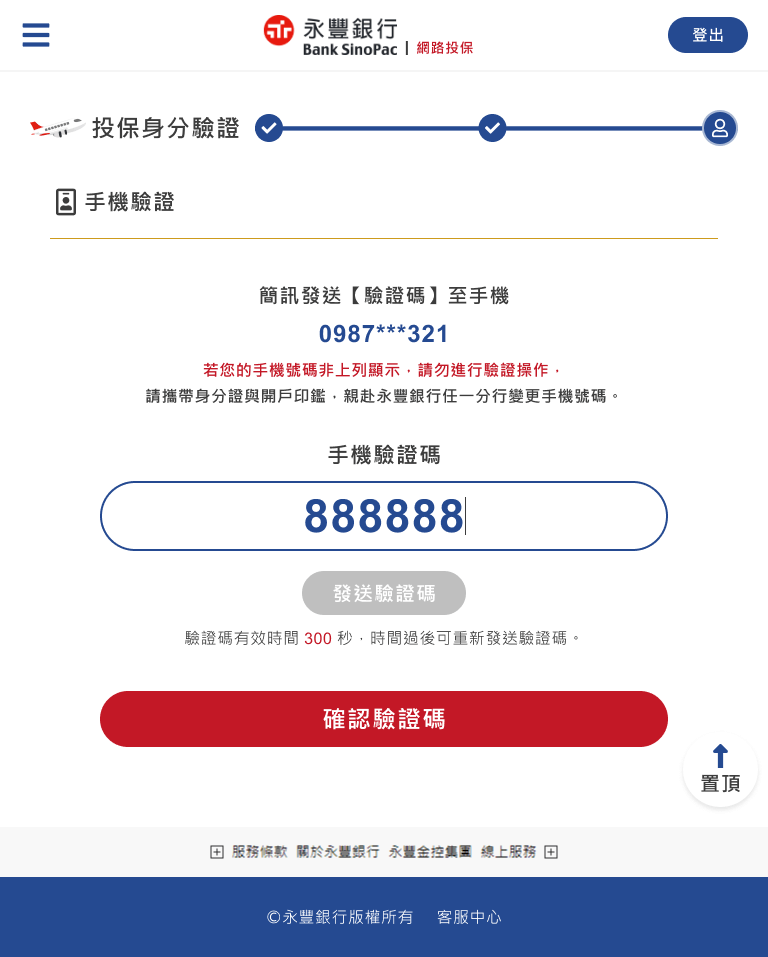 永豐銀行
Bank SinoPac | 網路投保
登出
投保身分驗證
手機驗證
簡訊發送【驗證碼】至手機
0987***321
若您的手機號碼非上列顯示，請勿進行驗證操作，
請攜帶身分證與開戶印鑑，親赴永豐銀行任一分行變更手機號碼。
手機驗證碼
888888
發送驗證碼
驗證碼有效時間 300 秒，時間過後可重新發送驗證碼。
確認驗證碼
置頂
服務條款 關於永豐銀行 永豐金控集團 線上服務
©永豐銀行版權所有 客服中心